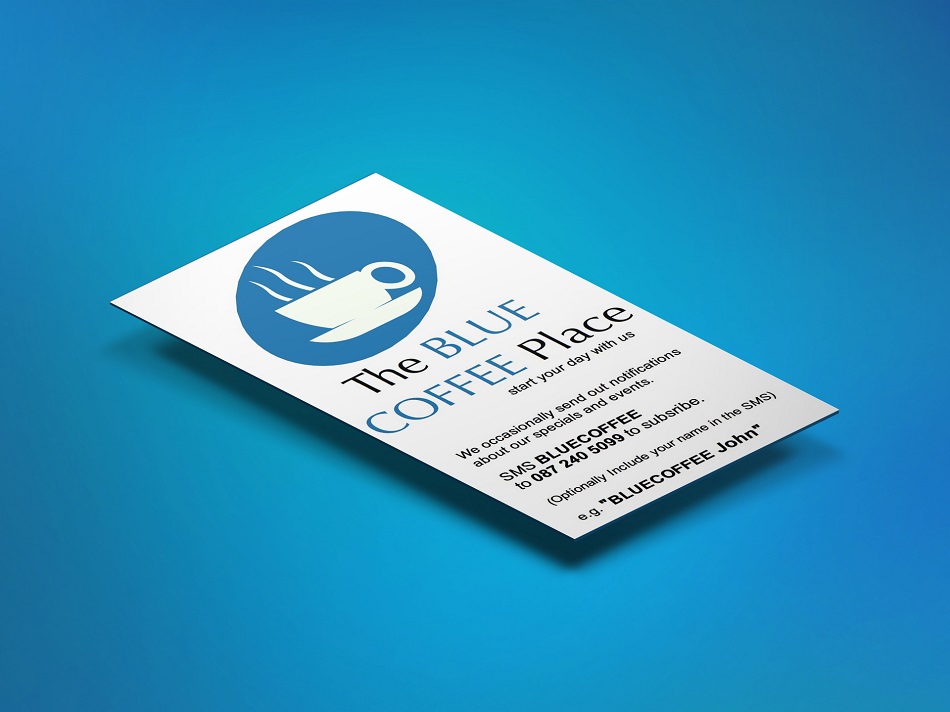 The BLUE
COFFEE Place
start your day with us
We occasionally send out notifications
about our specials and events.
SMS BLUECOFFEE
to 087 240 5099 to subsribe.
(Optionally Include your name in the SMS)
e.g. "BLUECOFFEE John"